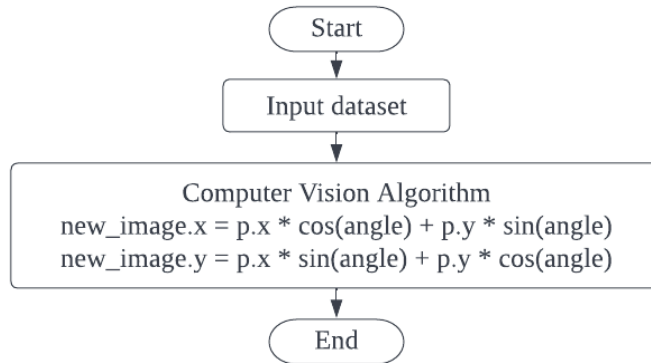 Start
Input dataset
Computer Vision Algorithm
new_image.x = p.x * cos(angle) + p.y * sin(angle)
new_image.y = p.x * sin(angle) + p.y * cos(angle)
End